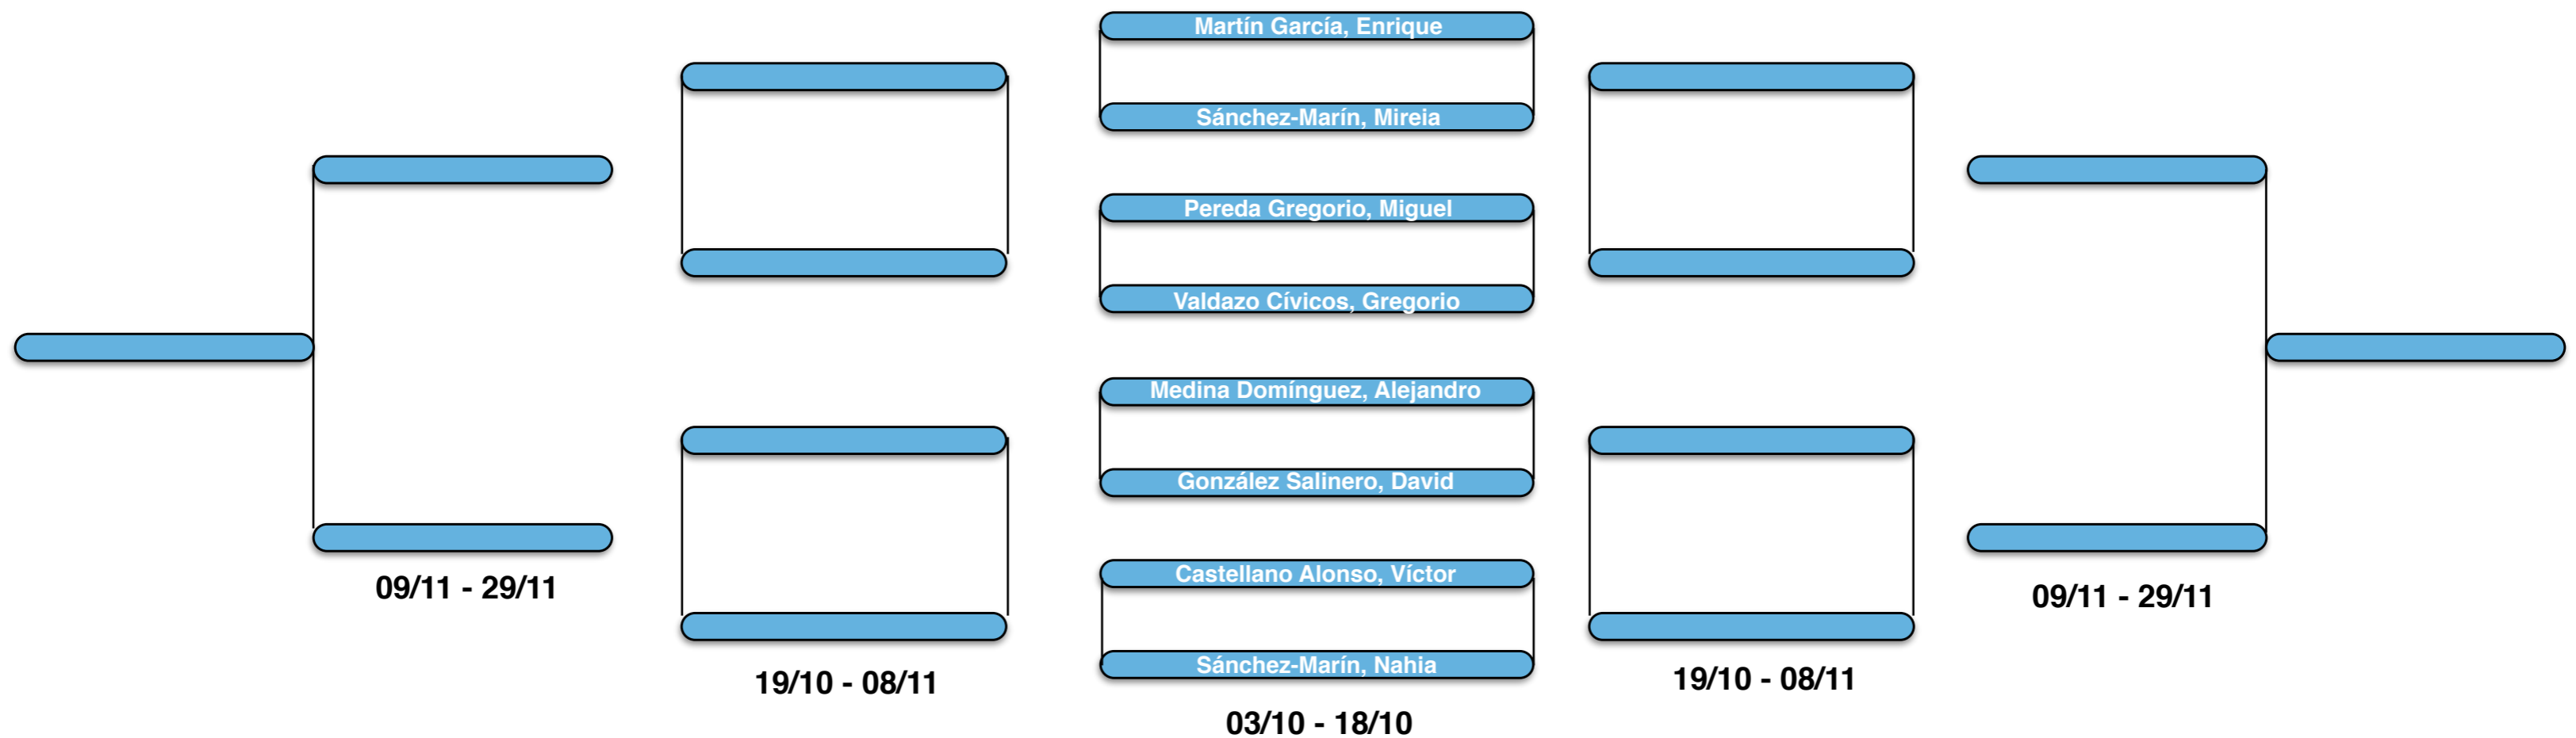 Martín García, Enrique
Sánchez-Marín, Mireia
Pereda Gregorio, Miguel
Valdazo Cívicos, Gregorio
Medina Domínguez, Alejandro
González Salinero, David
Castellano Alonso, Víctor
09/11 - 29/11
09/11 - 29/11
Sánchez-Marín, Nahia
19/10 - 08/11
19/10 - 08/11
03/10 - 18/10